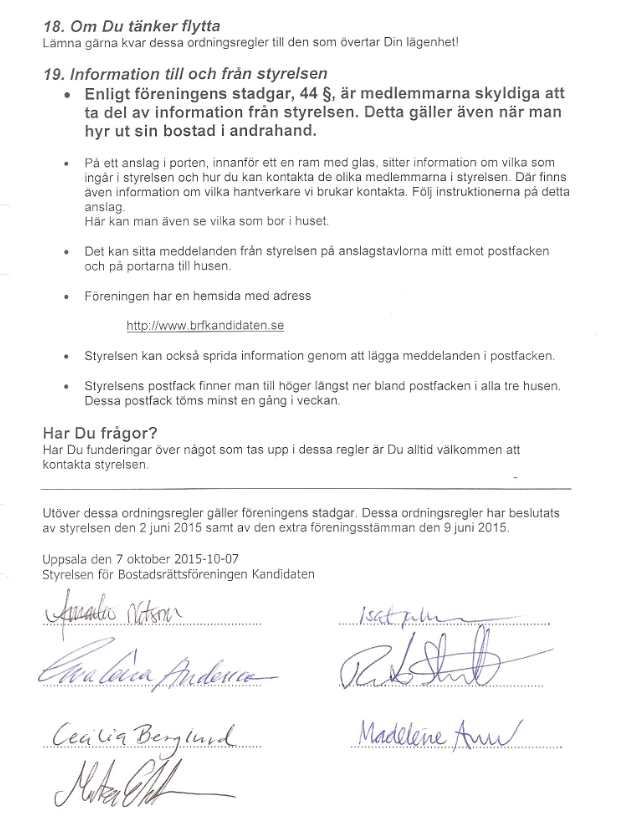 18. Om Du tänker flytta
Lämna gärna kvar dessa ordningsregler till den som övertar Din lägenhet!
19. Information till och från styrelsen
• Enligt föreningens stadgar, 44 §, är medlemmarna skyldiga att
ta del av information från styrelsen. Detta gäller även när man
hyr ut sin bostad i andrahand.
• På ett anslag i porten, innanför ett en ram med glas, sitter information om vilka som
ingår i styrelsen och hur du kan kontakta de olika medlemmarna i styrelsen. Där finns
även information om vilka hantverkare vi brukar kontakta. Följ instruktionerna på detta
anslag.
Här kan man även se vilka som bor i huset.
• Det kan sitta meddelanden från styrelsen på anslagstavlorna mitt emot postfacken
och på portarna till husen.
• Föreningen har en hemsida med adress
http://www.brfkandidaten.se
• Styrelsen kan också sprida information genom att lägga meddelanden i postfacken.
• Styrelsens postfack finner man till höger längst ner bland postfacken i alla tre husen.
Dessa postfack töms minst en gång i veckan.
Har Du frågor?
Har Du funderingar över något som tas upp i dessa regler är Du alltid välkommen att
kontakta styrelsen.
Utöver dessa ordningsregler gäller föreningens stadgar. Dessa ordningsregler har beslutats
av styrelsen den 2 juni 2015 samt av den extra föreningsstämman den 9 juni 2015.
Uppsala den 7 oktober 2015-10-07
Styrelsen för Bostadsrättsföreningen Kandidaten
Cecilia Berglund
Madeleine